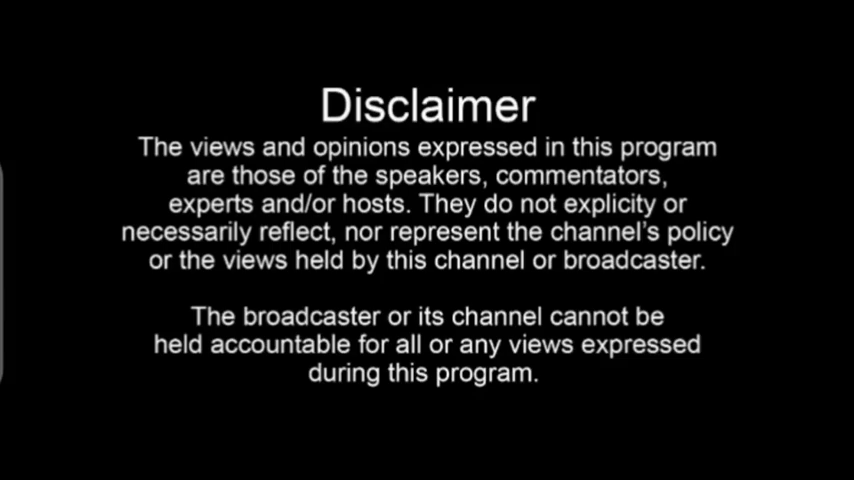 Disclaimer
The views and opinions expressed in this program
are those of the speakers, commentators,
experts and/or hosts. They do not explicity or
necessarily reflect, nor represent the channel's policy
or the views held by this channel or broadcaster.
The broadcaster or its channel cannot be
held accountable for all or any views expressed
during this program.